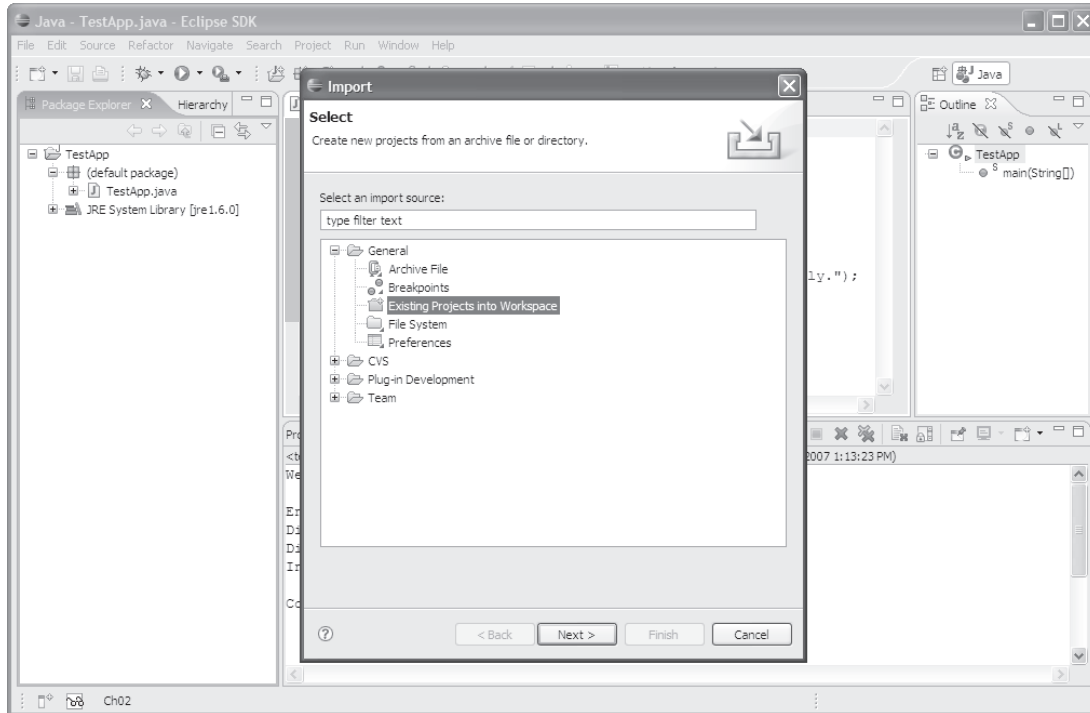 Java - TestApp.java - Eclipse SDK
File Edit Source Refactor Navigate Search Project Run Window Help
Java
Package Explorer
Hierarchy
TestApp
(default package)
TestApp.java
JRE System Library [jre1.6.0]
Import
Select
Create new projects from an archive file or directory.
Select an import source:
type filter text
General
Archive File
Breakpoints
Existing Projects into Workspace
File System
Preferences
CVS
Plug-in Development
Team
< Back
Next >
Finish
Cancel
ly.");
Outline
TestApp
main(String[])
2007 1:13:23 PM)
Ch02